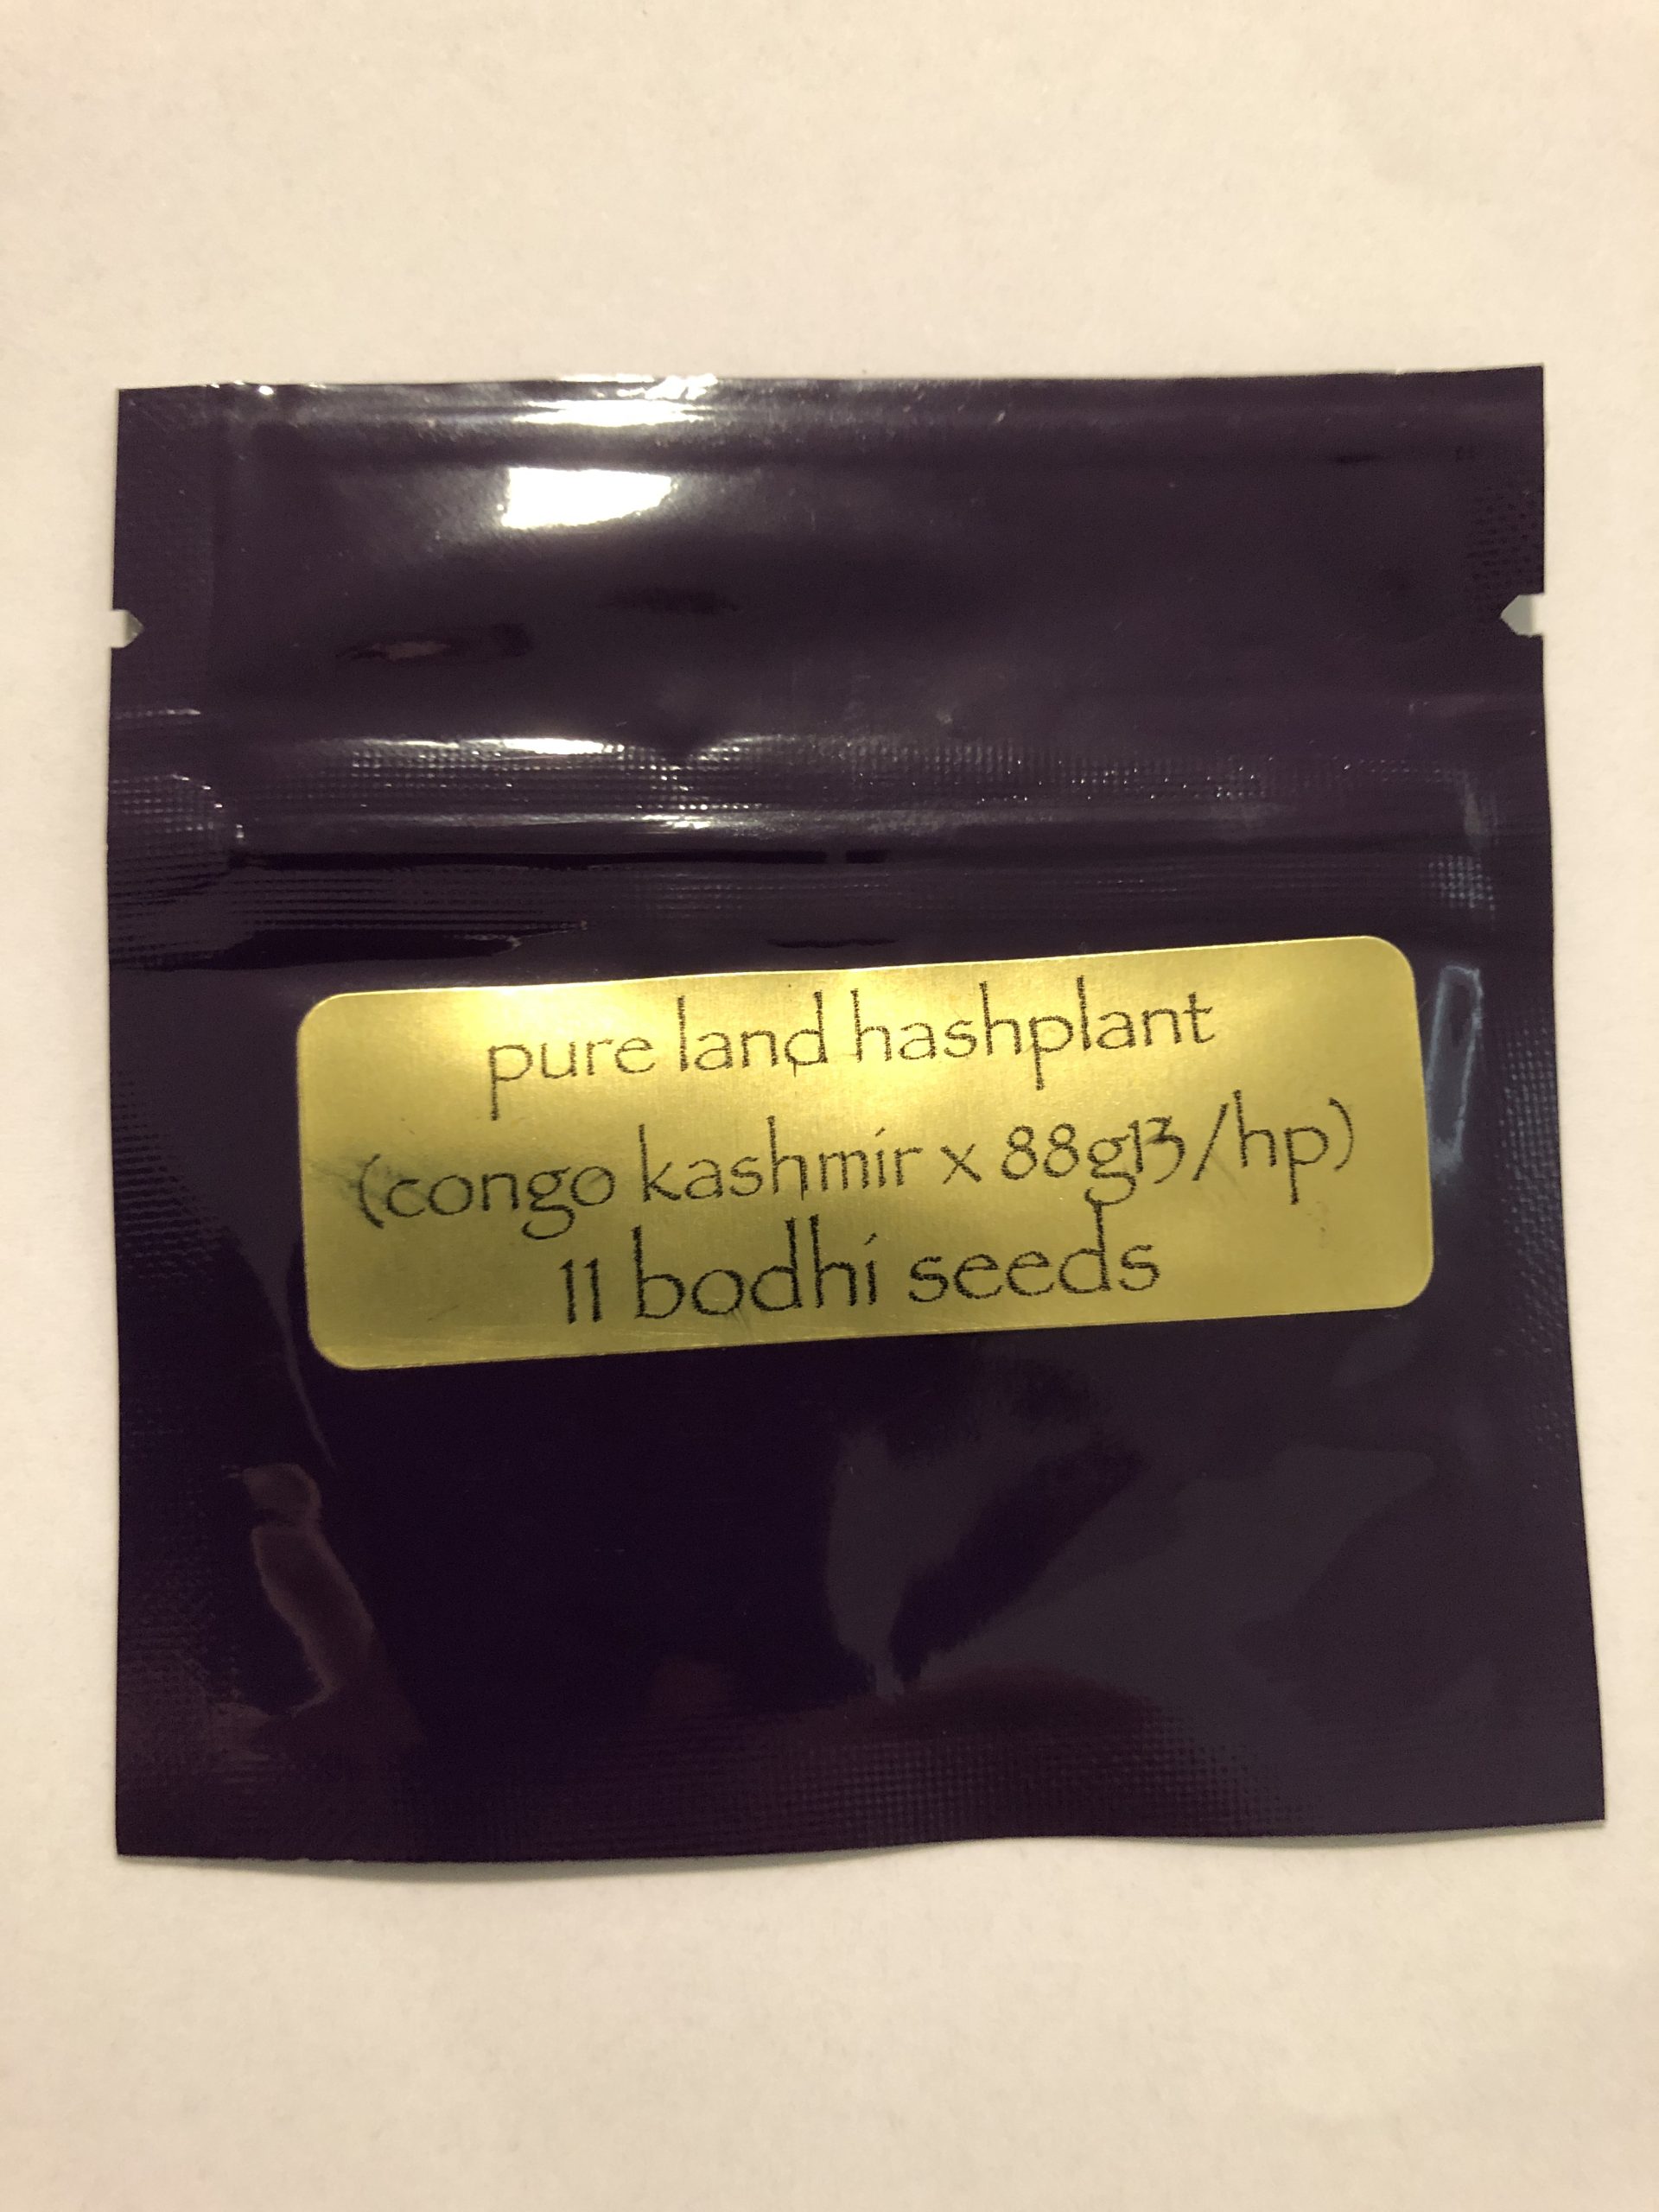 pure land hashplant
(congo kashmir x 88g13/hp)
11 bodhi seeds